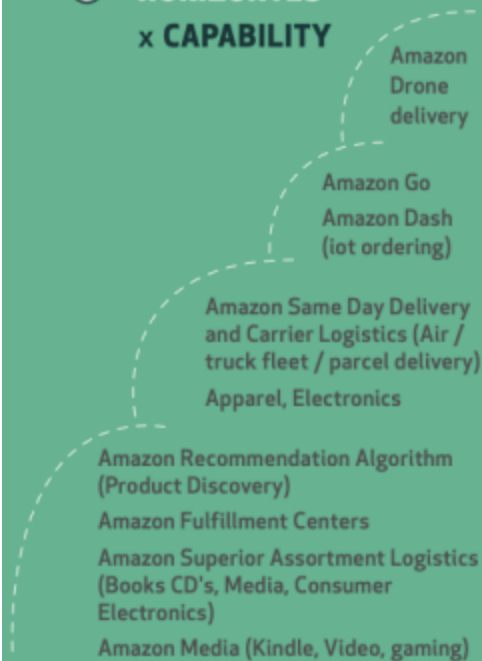 x CAPABILITY
Amazon
Drone
delivery
Amazon Go
Amazon Dash
(iot ordering)
Amazon Same Day Delivery
and Carrier Logistics (Air /
truck fleet / parcel delivery)
Apparel, Electronics
Amazon Recommendation Algorithm
(Product Discovery)
Amazon Fulfillment Centers
Amazon Superior Assortment Logistics
(Books CD's, Media, Consumer
Electronics)
Amazon Media (Kindle, Video, gaming)